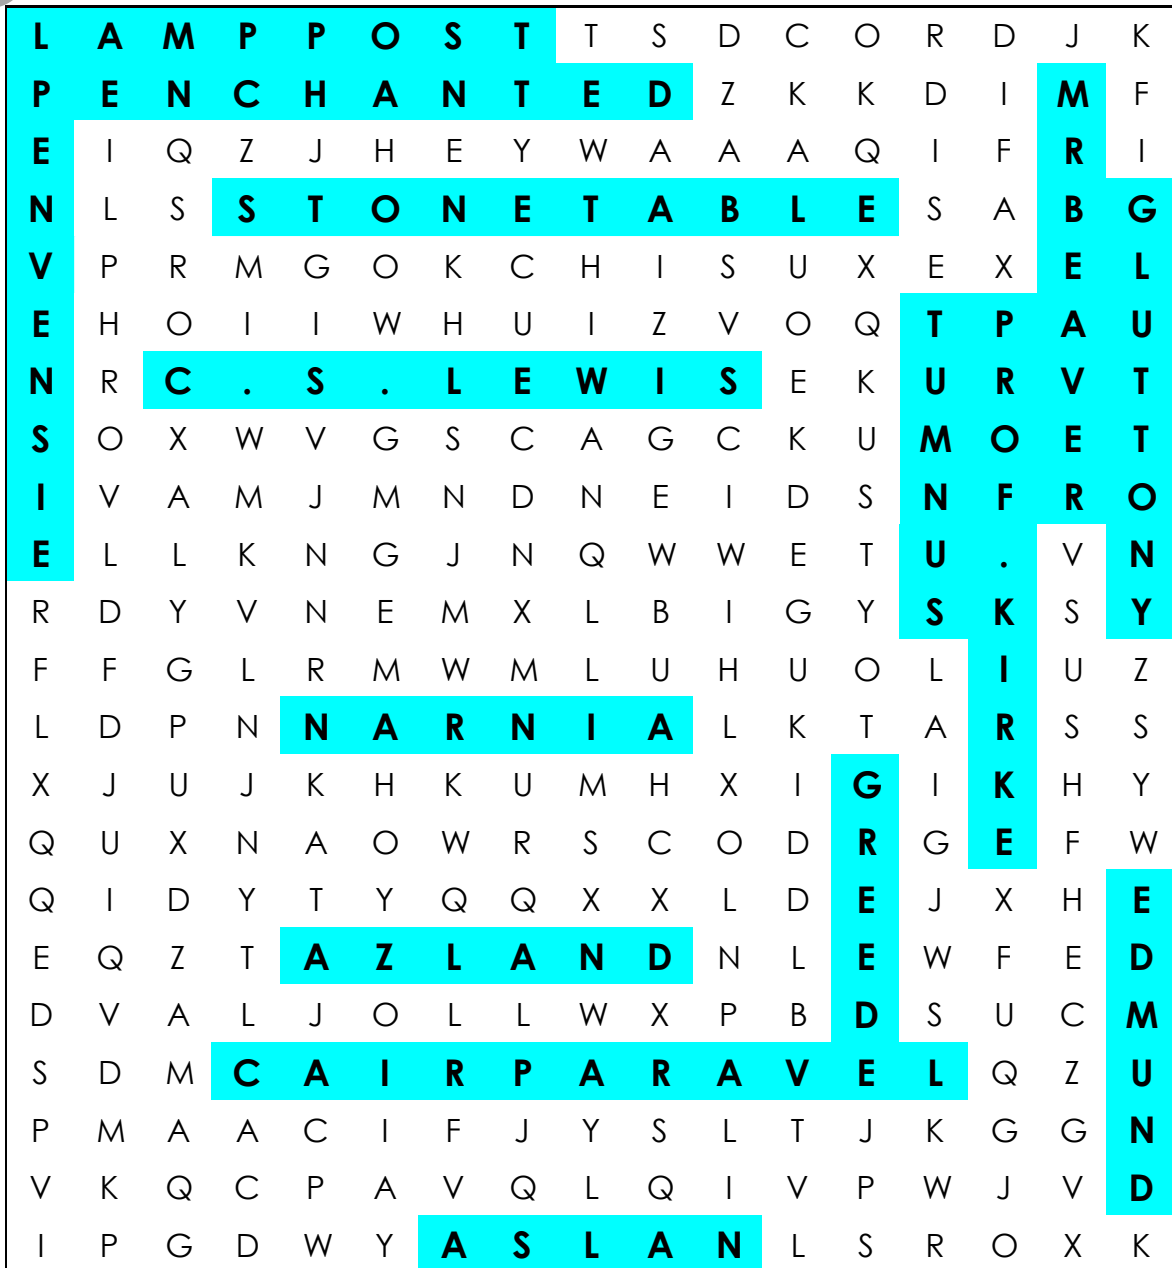 L A M P P O S T T S D C O R D J K
P E N C H A N T E D Z K K D I M F
E I Q Z J H E Y W A A A Q I F R I
N L S S T O N E T A B L E S A B G
V P R M G O K C H I S U X E X E L
E H O I I W H U I Z V O Q T P A U
N R C . S . L E W I S E K U R V T
S O X W V G S C A G C K U M O E T
I V A M J M N D N E I D S N F R O
E L L K N G J N Q W W E T U . V N
R D Y V N E M X L B I G Y S K S Y
F F G L R M W M L U H U O L I U Z
L D P N N A R N I A L K T A R S S
X J U J K H K U M H X I G I K H Y
Q U X N A O W R S C O D R G E F W
Q I D Y T Y Q Q X X L D E J X H E
E Q Z T A Z L A N D N L E W F E D
D V A L J O L L W X P B D S U C M
S D M C A I R P A R A V E L Q Z U
P M A A C I F J Y S L T J K G G N
V K Q C P A V Q L Q I V P W J V D
I P G D W Y A S L A N L S R O X K